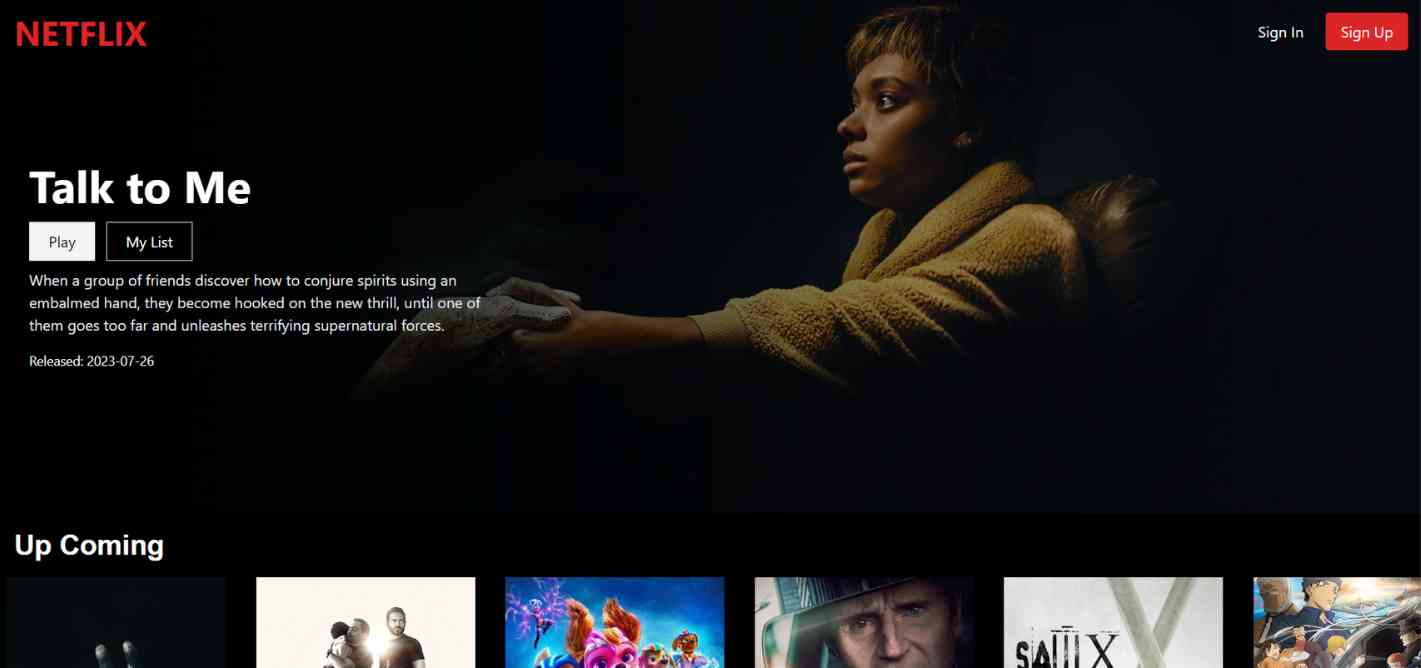 NETFLIX
Sign In
Sign Up
Talk to Me
Play
My List
When a group of friends discover how to conjure spirits using an
embalmed hand, they become hooked on the new thrill, until one of
them goes too far and unleashes terrifying supernatural forces.
Released: 2023-07-26
Up Coming
SAW X